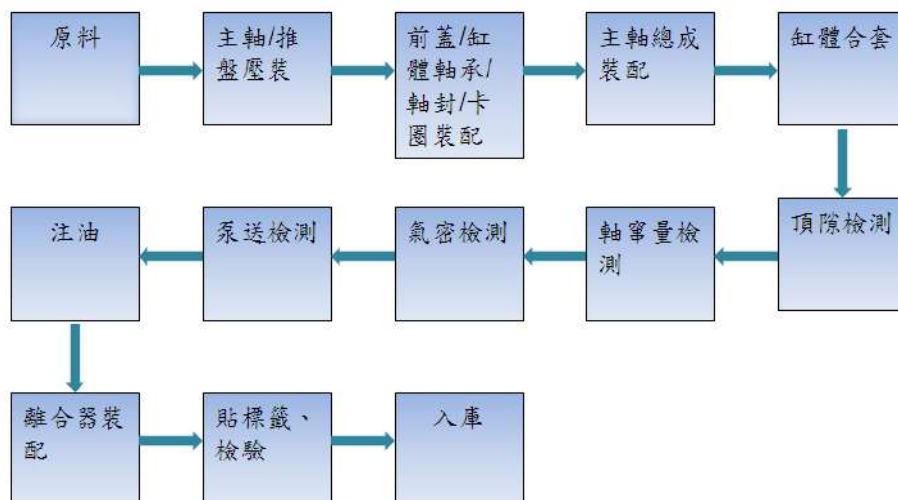 原料
主軸/推
盤壓裝
前蓋/缸
體軸承/
軸封/卡
圈裝配
主軸總成
裝配
缸體合套
頂隙檢測
軸窜量檢
測
氣密檢測
泵送檢測
注油
離合器裝
配
貼標籤、
檢驗
入庫